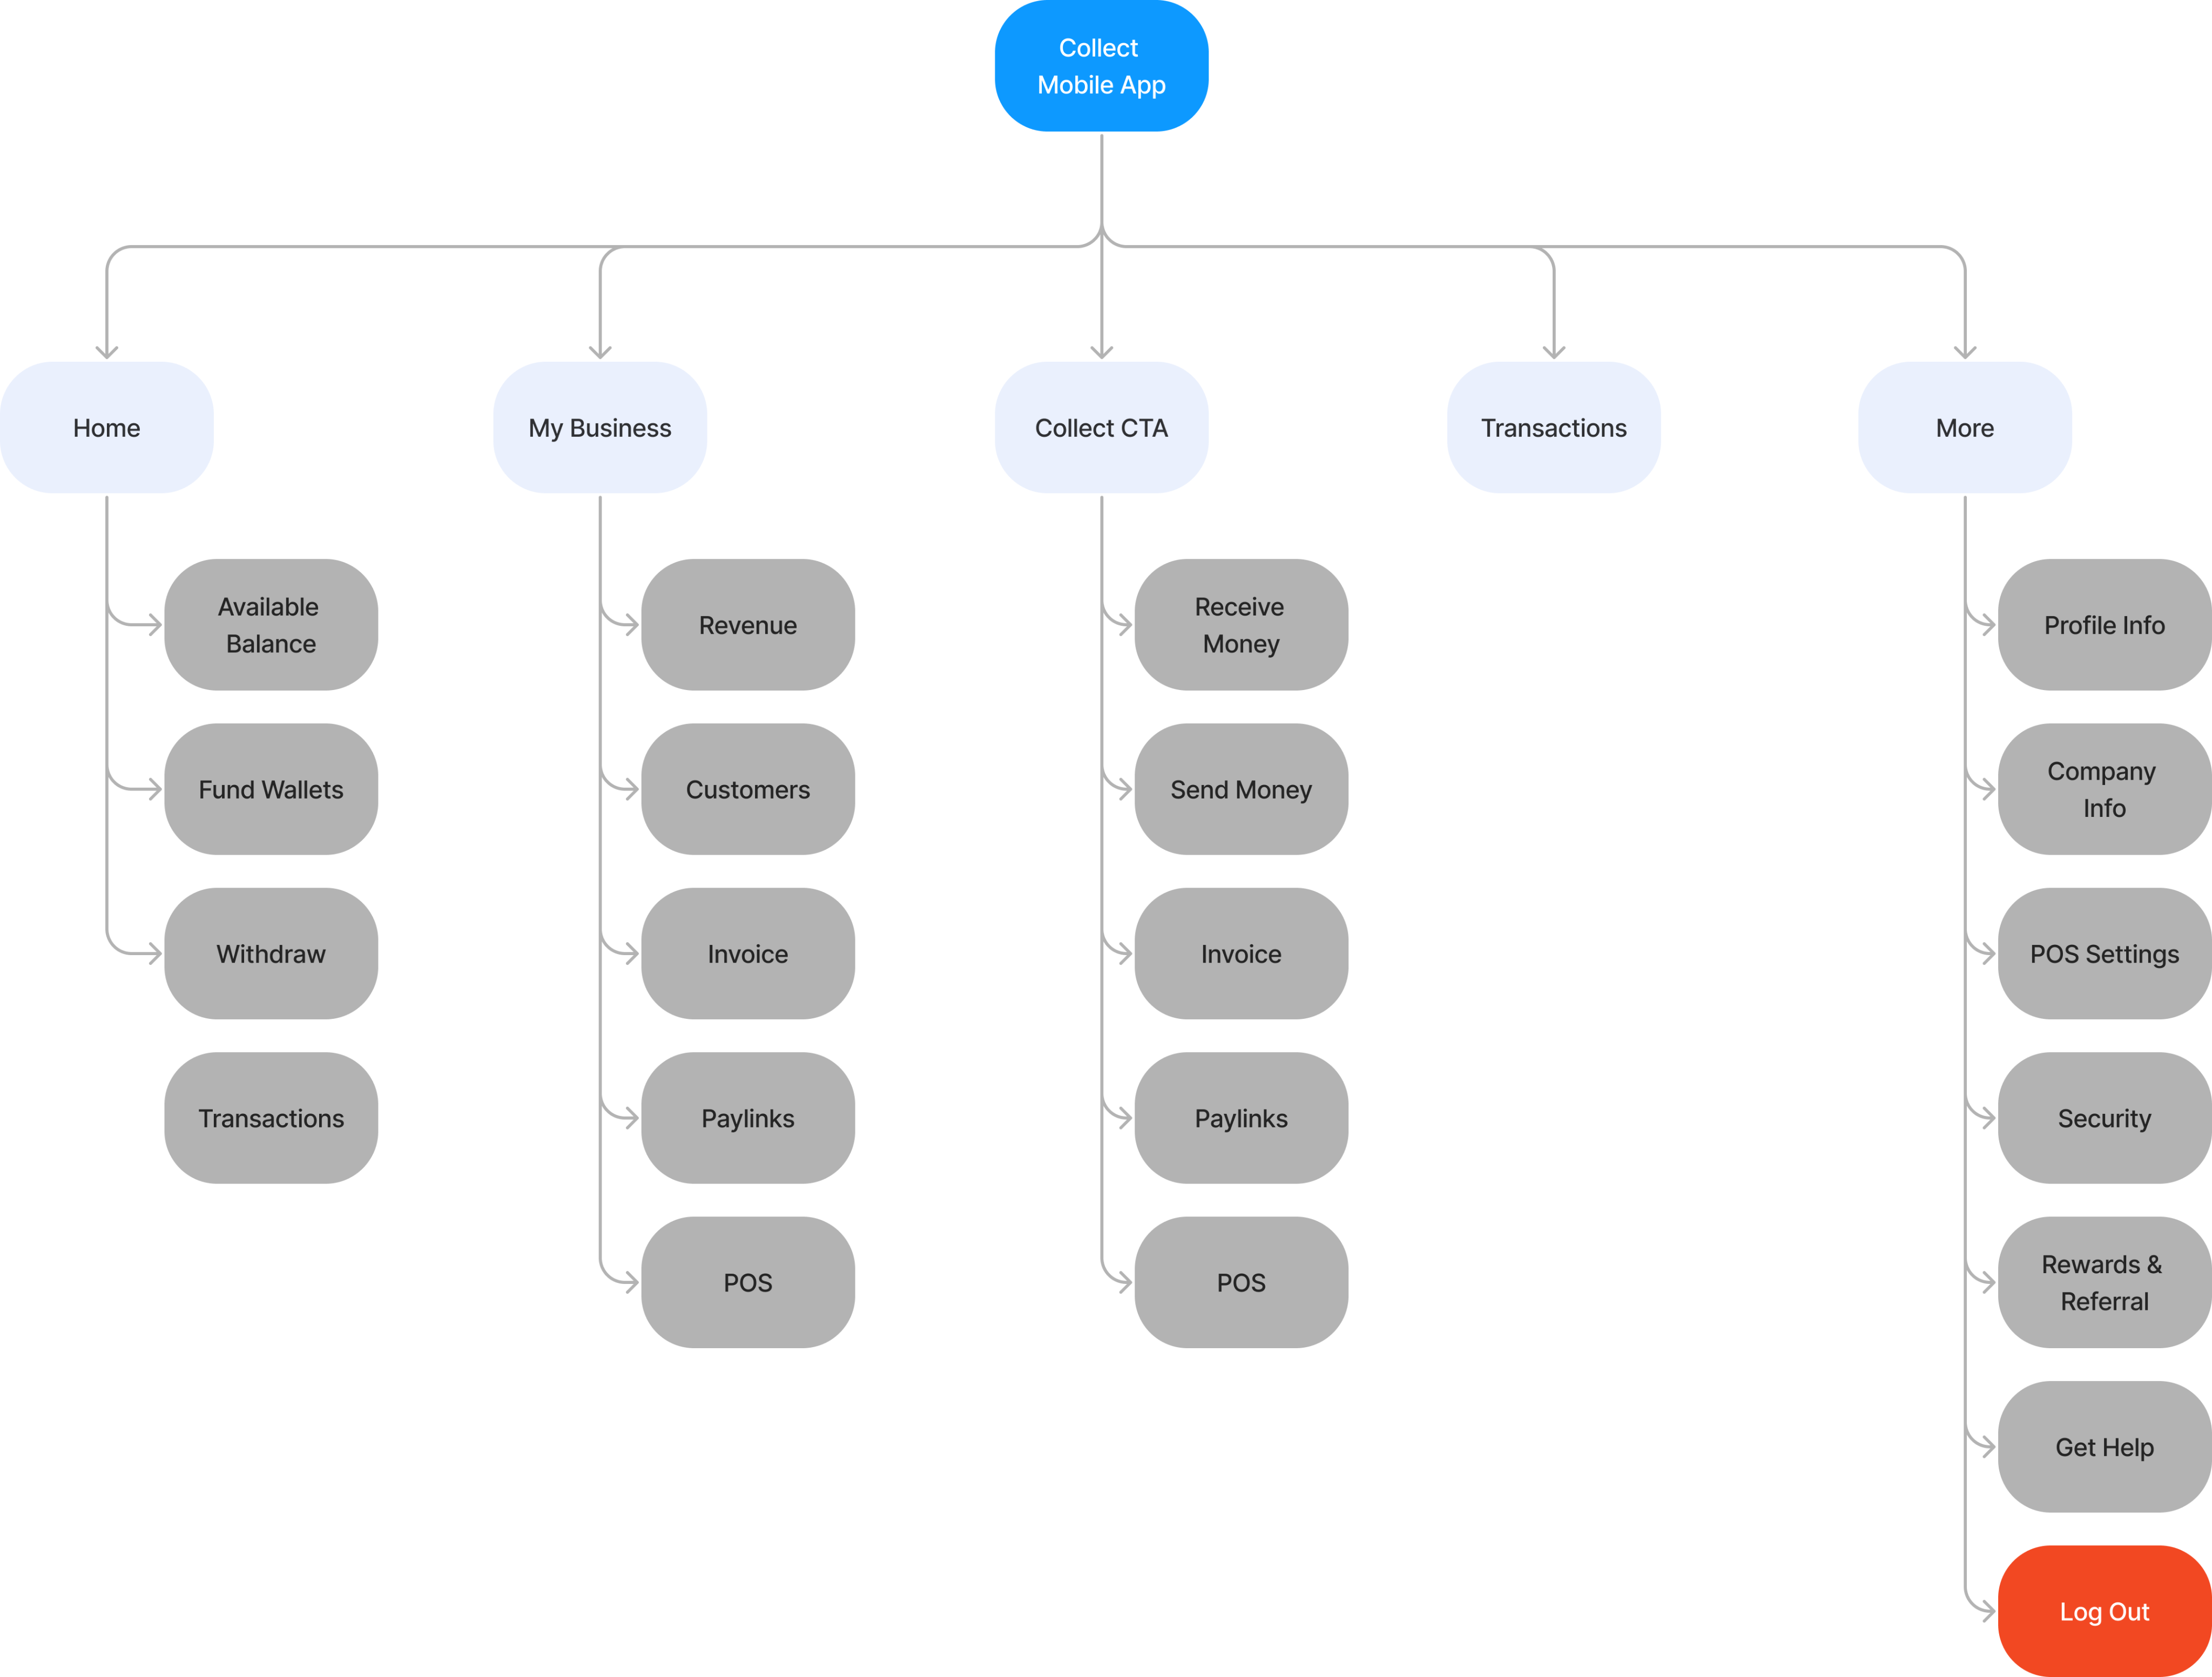 Collect
Mobile App
Home
My Business
Collect CTA
Transactions
More
Available
Balance
Fund Wallets
Withdraw
Transactions
Revenue
Customers
Invoice
Paylinks
POS
Receive
Money
Send Money
Invoice
Paylinks
POS
Profile Info
Company
Info
POS Settings
Security
Rewards &
Referral
Get Help
Log Out